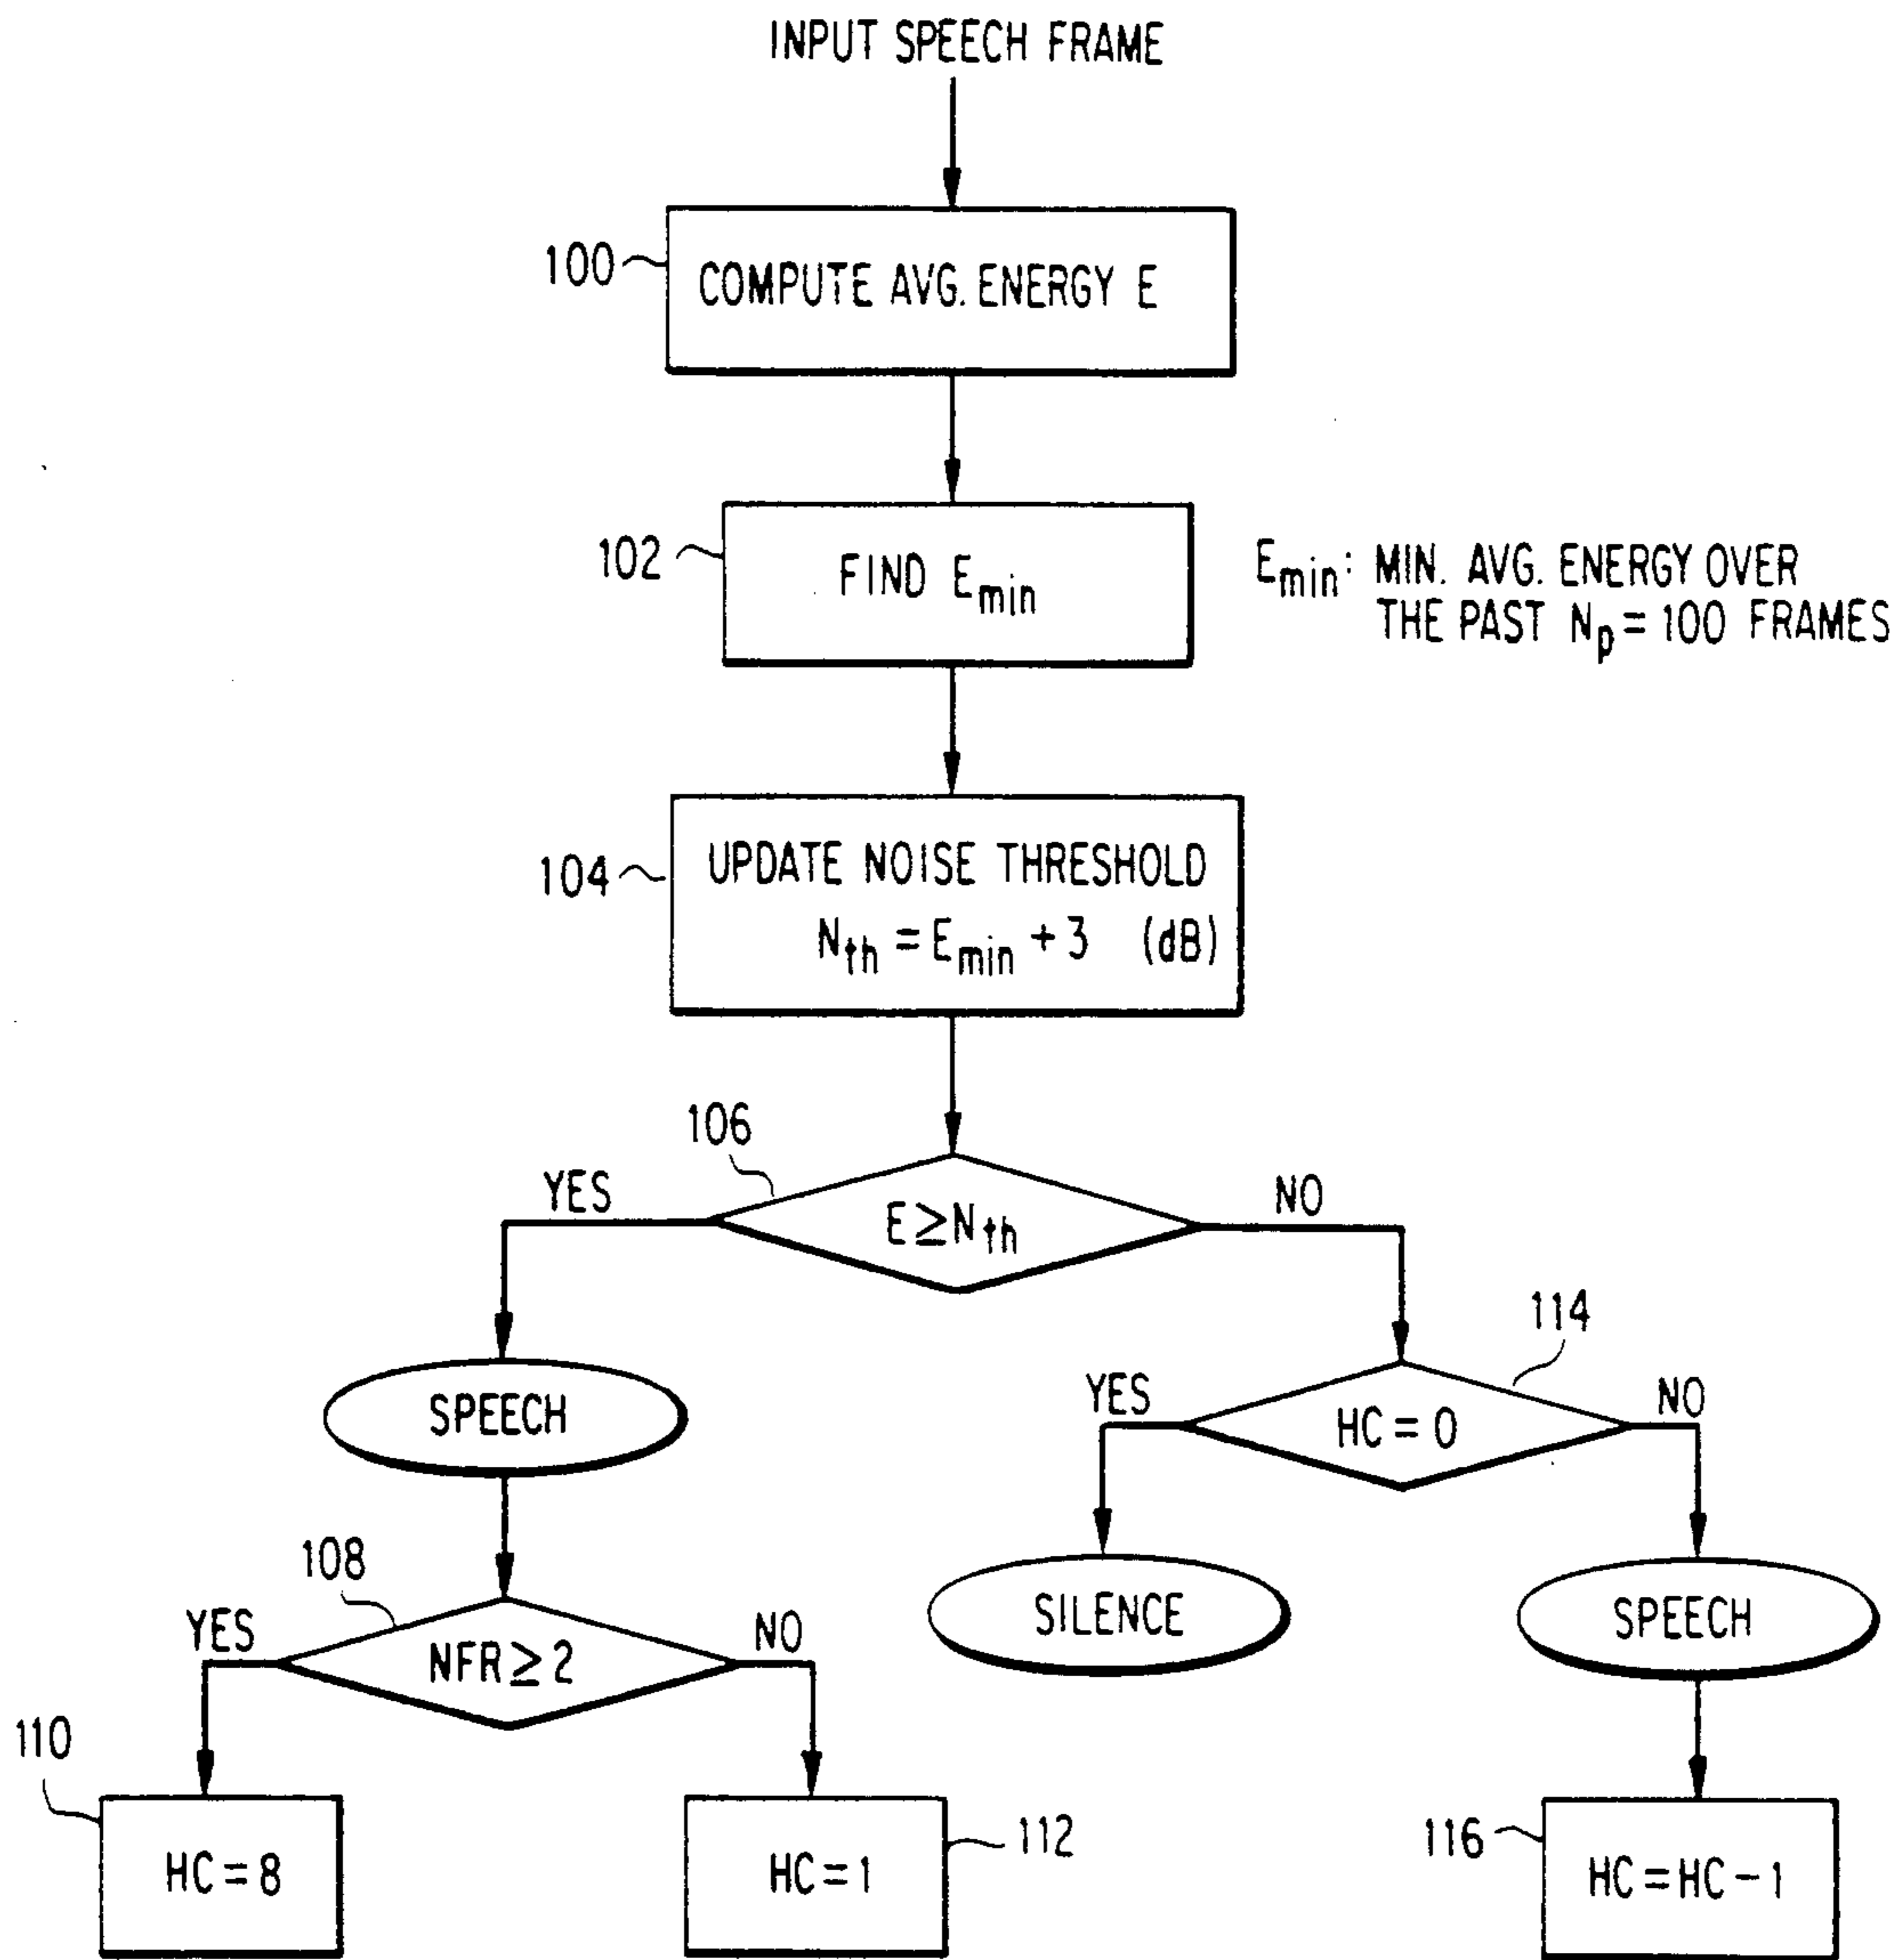 INPUT SPEECH FRAME
100
COMPUTE AVG. ENERGY E
102
FIND Emin
Emin: MIN. AVG. ENERGY OVER
THE PAST Np = 100 FRAMES
104
UPDATE NOISE THRESHOLD
Nth = Emin + 3 (dB)
106
YES
E ≥ Nth
NO
114
SPEECH
YES
HC = 0
NO
108
YES
NFR ≥ 2
NO
SILENCE
SPEECH
110
HC = 8
HC = 1
112
116
HC = HC - 1